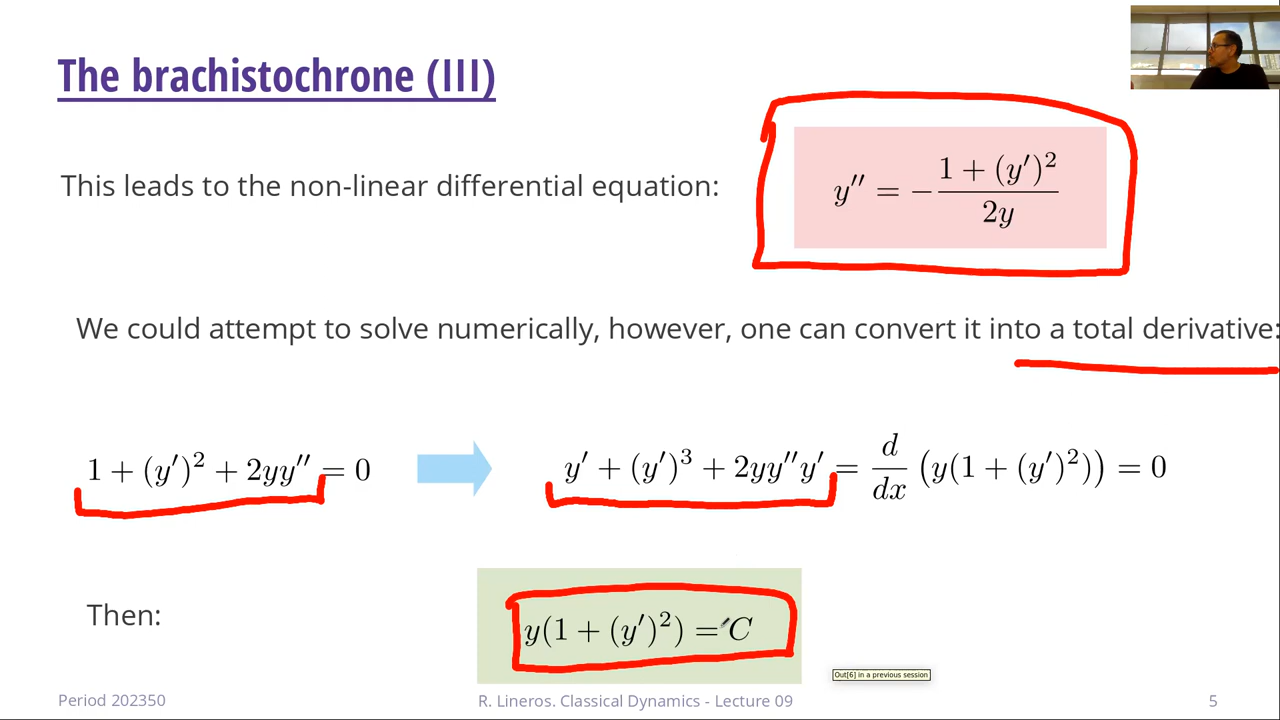 The brachistochrone (III)
This leads to the non-linear differential equation:
y′′ = −(1 + (y′)²)/(2y)
We could attempt to solve numerically, however, one can convert it into a total derivative:
1 + (y′)² + 2yy′′ = 0
y′ + (y′)³ + 2yy′′y′ = d/dx (y(1 + (y′)²)) = 0
Then:
y(1 + (y′)²) = C
Out[6] in a previous session
Period 202350
R. Lineros. Classical Dynamics - Lecture 09
5